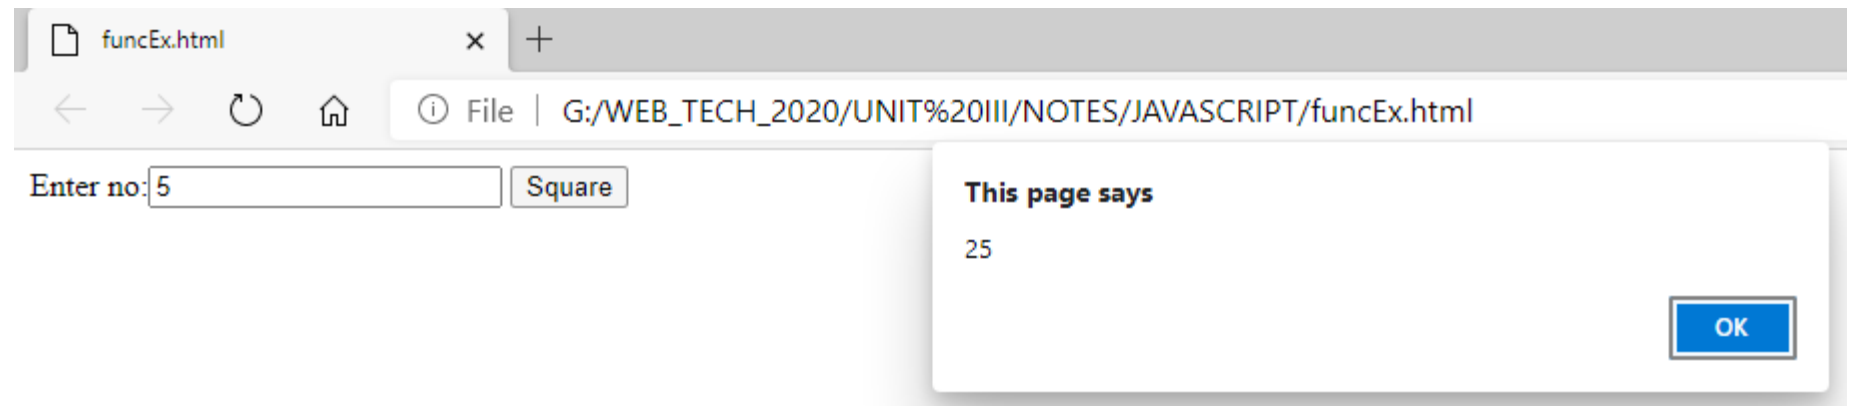 funcEx.html
File | G:/WEB_TECH_2020/UNIT%20III/NOTES/JAVASCRIPT/funcEx.html
Enter no: 5 Square
This page says
25
OK